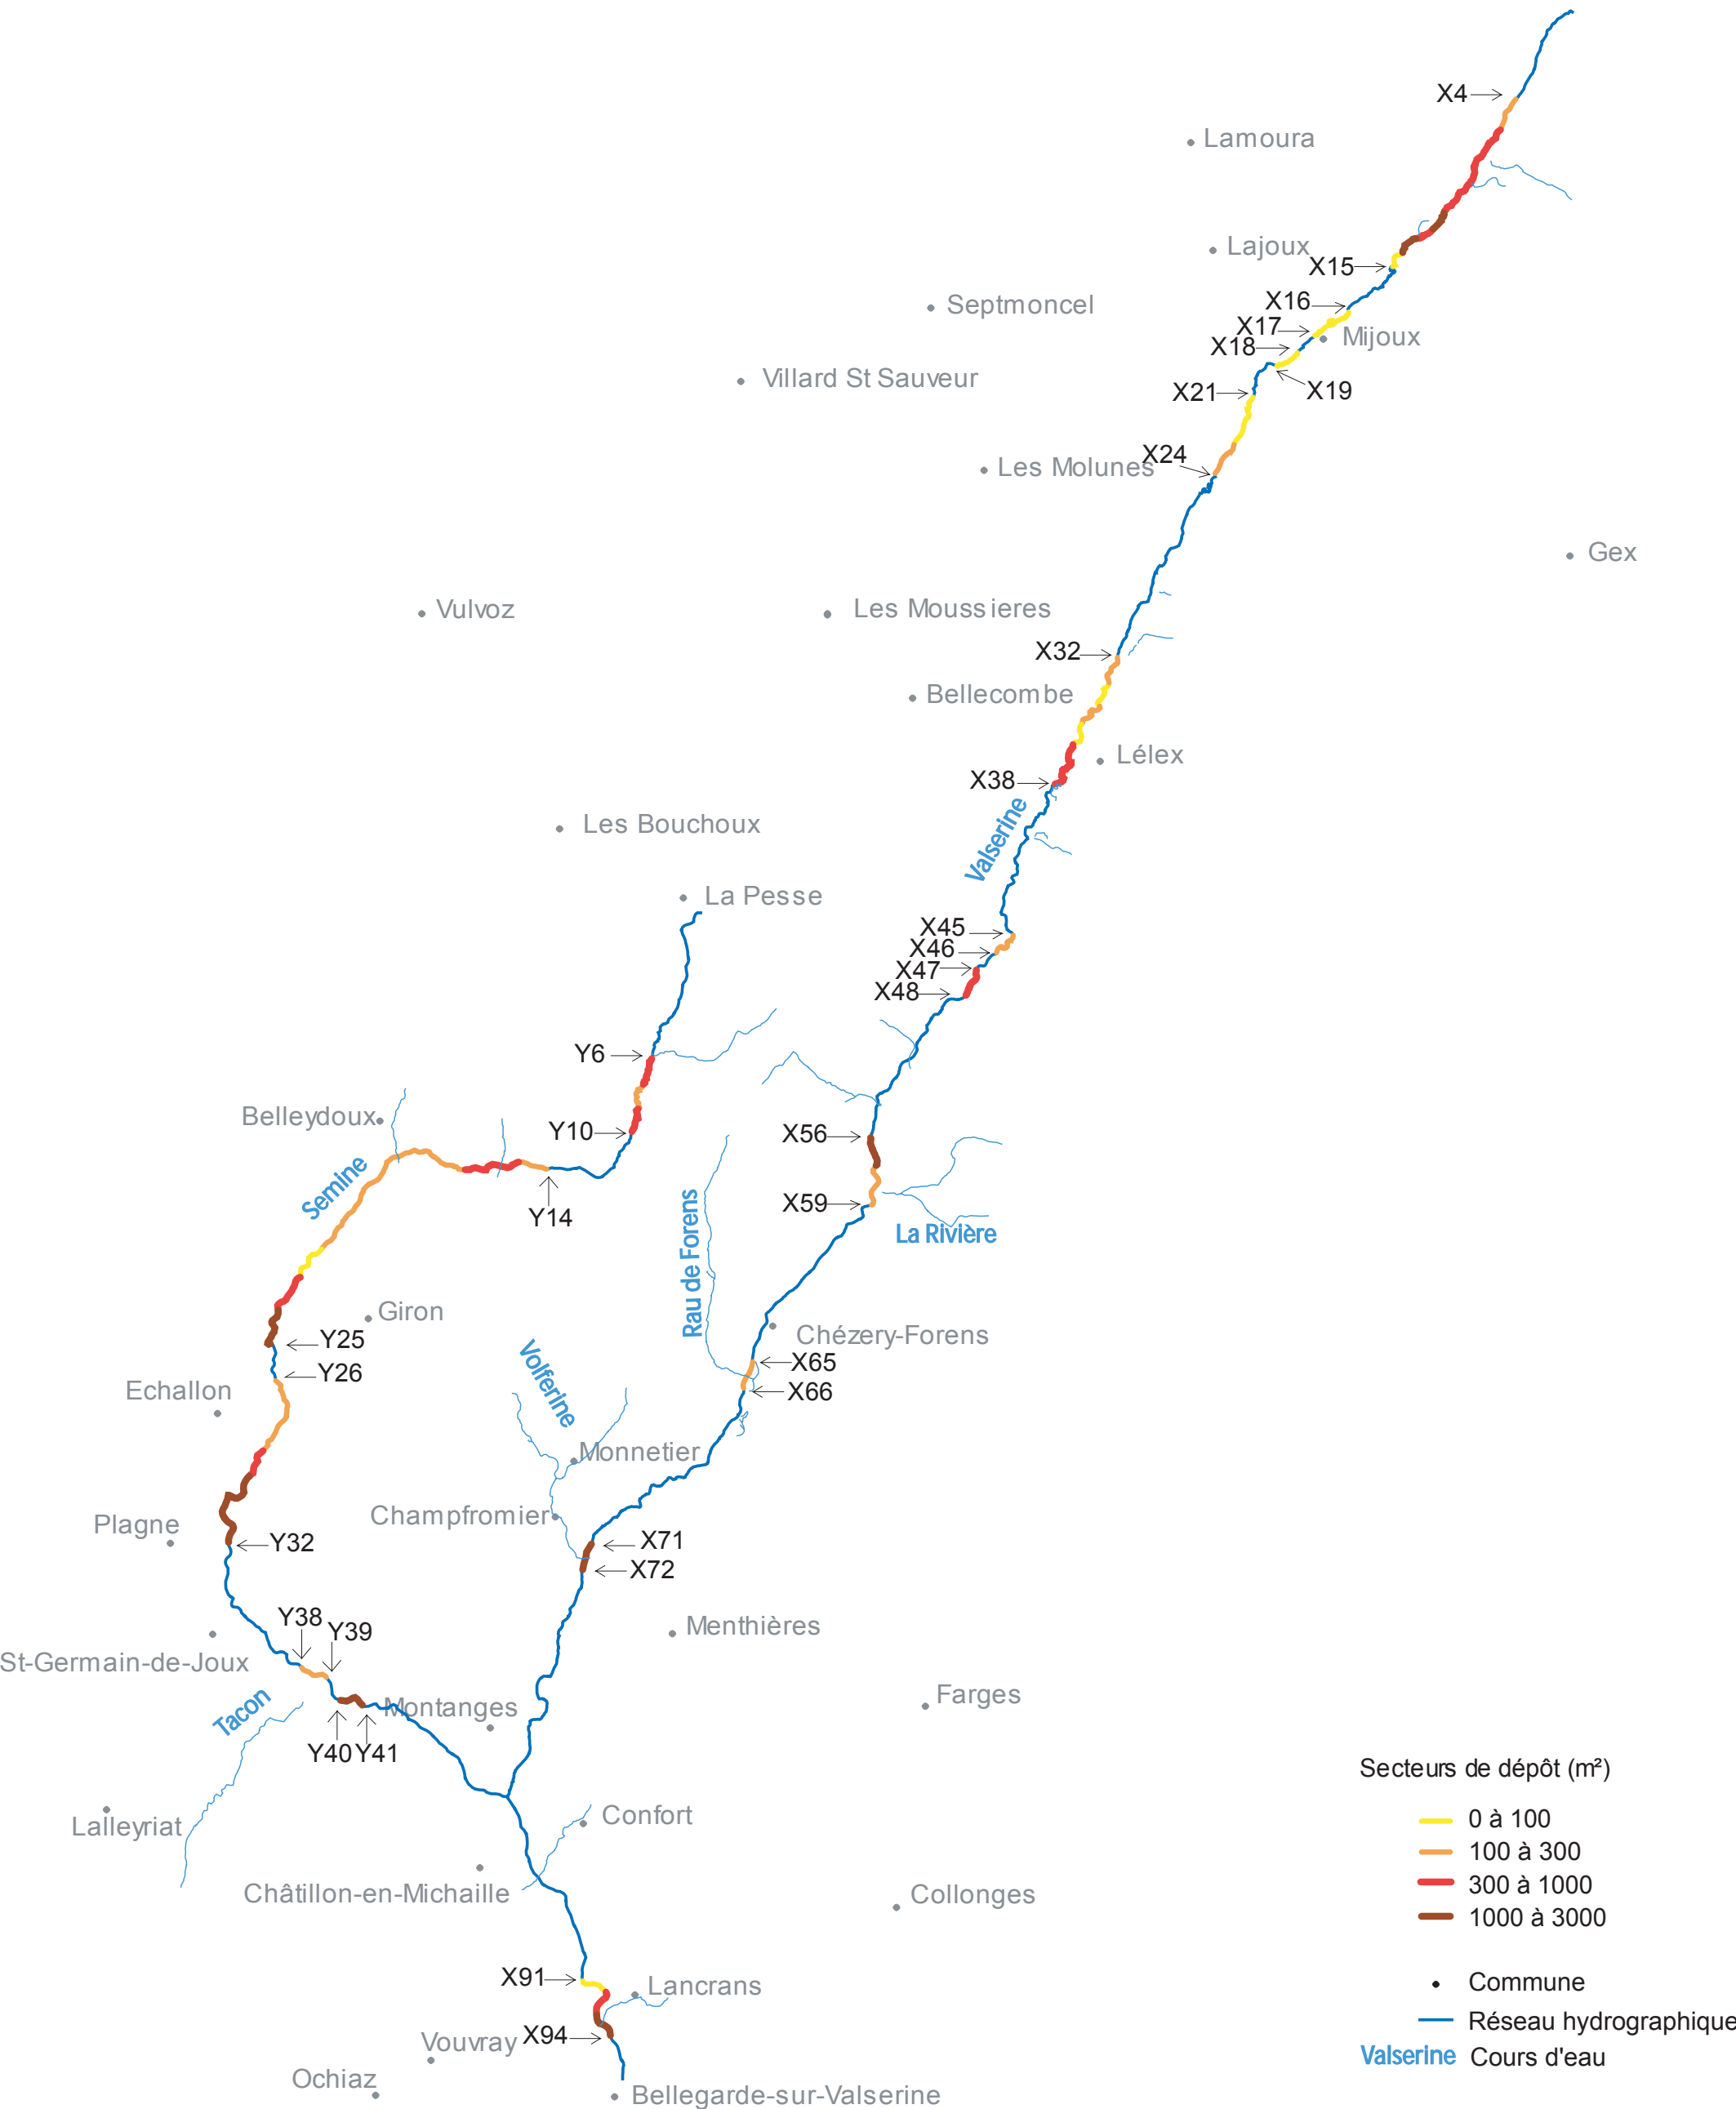 X4
Lamoura
Lajoux
X15
X16
Septmoncel
X17
Mijoux
X18
Villard St Sauveur
X19
X21
X24
Les Molunes
Gex
Vulvoz
Les Moussieres
X32
Bellecombe
Lélex
X38
Valserine
Les Bouchoux
La Pesse
X45
X46
X47
X48
Y6
Belleydoux
Y10
X56
Semine
Y14
X59
Rau de Forens
La Rivière
Giron
Y25
Chézery-Forens
X65
Y26
X66
Echallon
Volferine
Monnetier
Champfromier
Plagne
Y32
X71
X72
Y38
Y39
Menthières
St-Germain-de-Joux
Tacon
Montanges
Farges
Y40
Y41
Lalleyriat
Confort
Châtillon-en-Michaille
Collonges
X91
Lancrans
Vouvray
X94
Ochiaz
Bellegarde-sur-Valserine
Secteurs de dépôt (m²)
0 à 100
100 à 300
300 à 1000
1000 à 3000
Commune
Réseau hydrographique
Valserine Cours d'eau